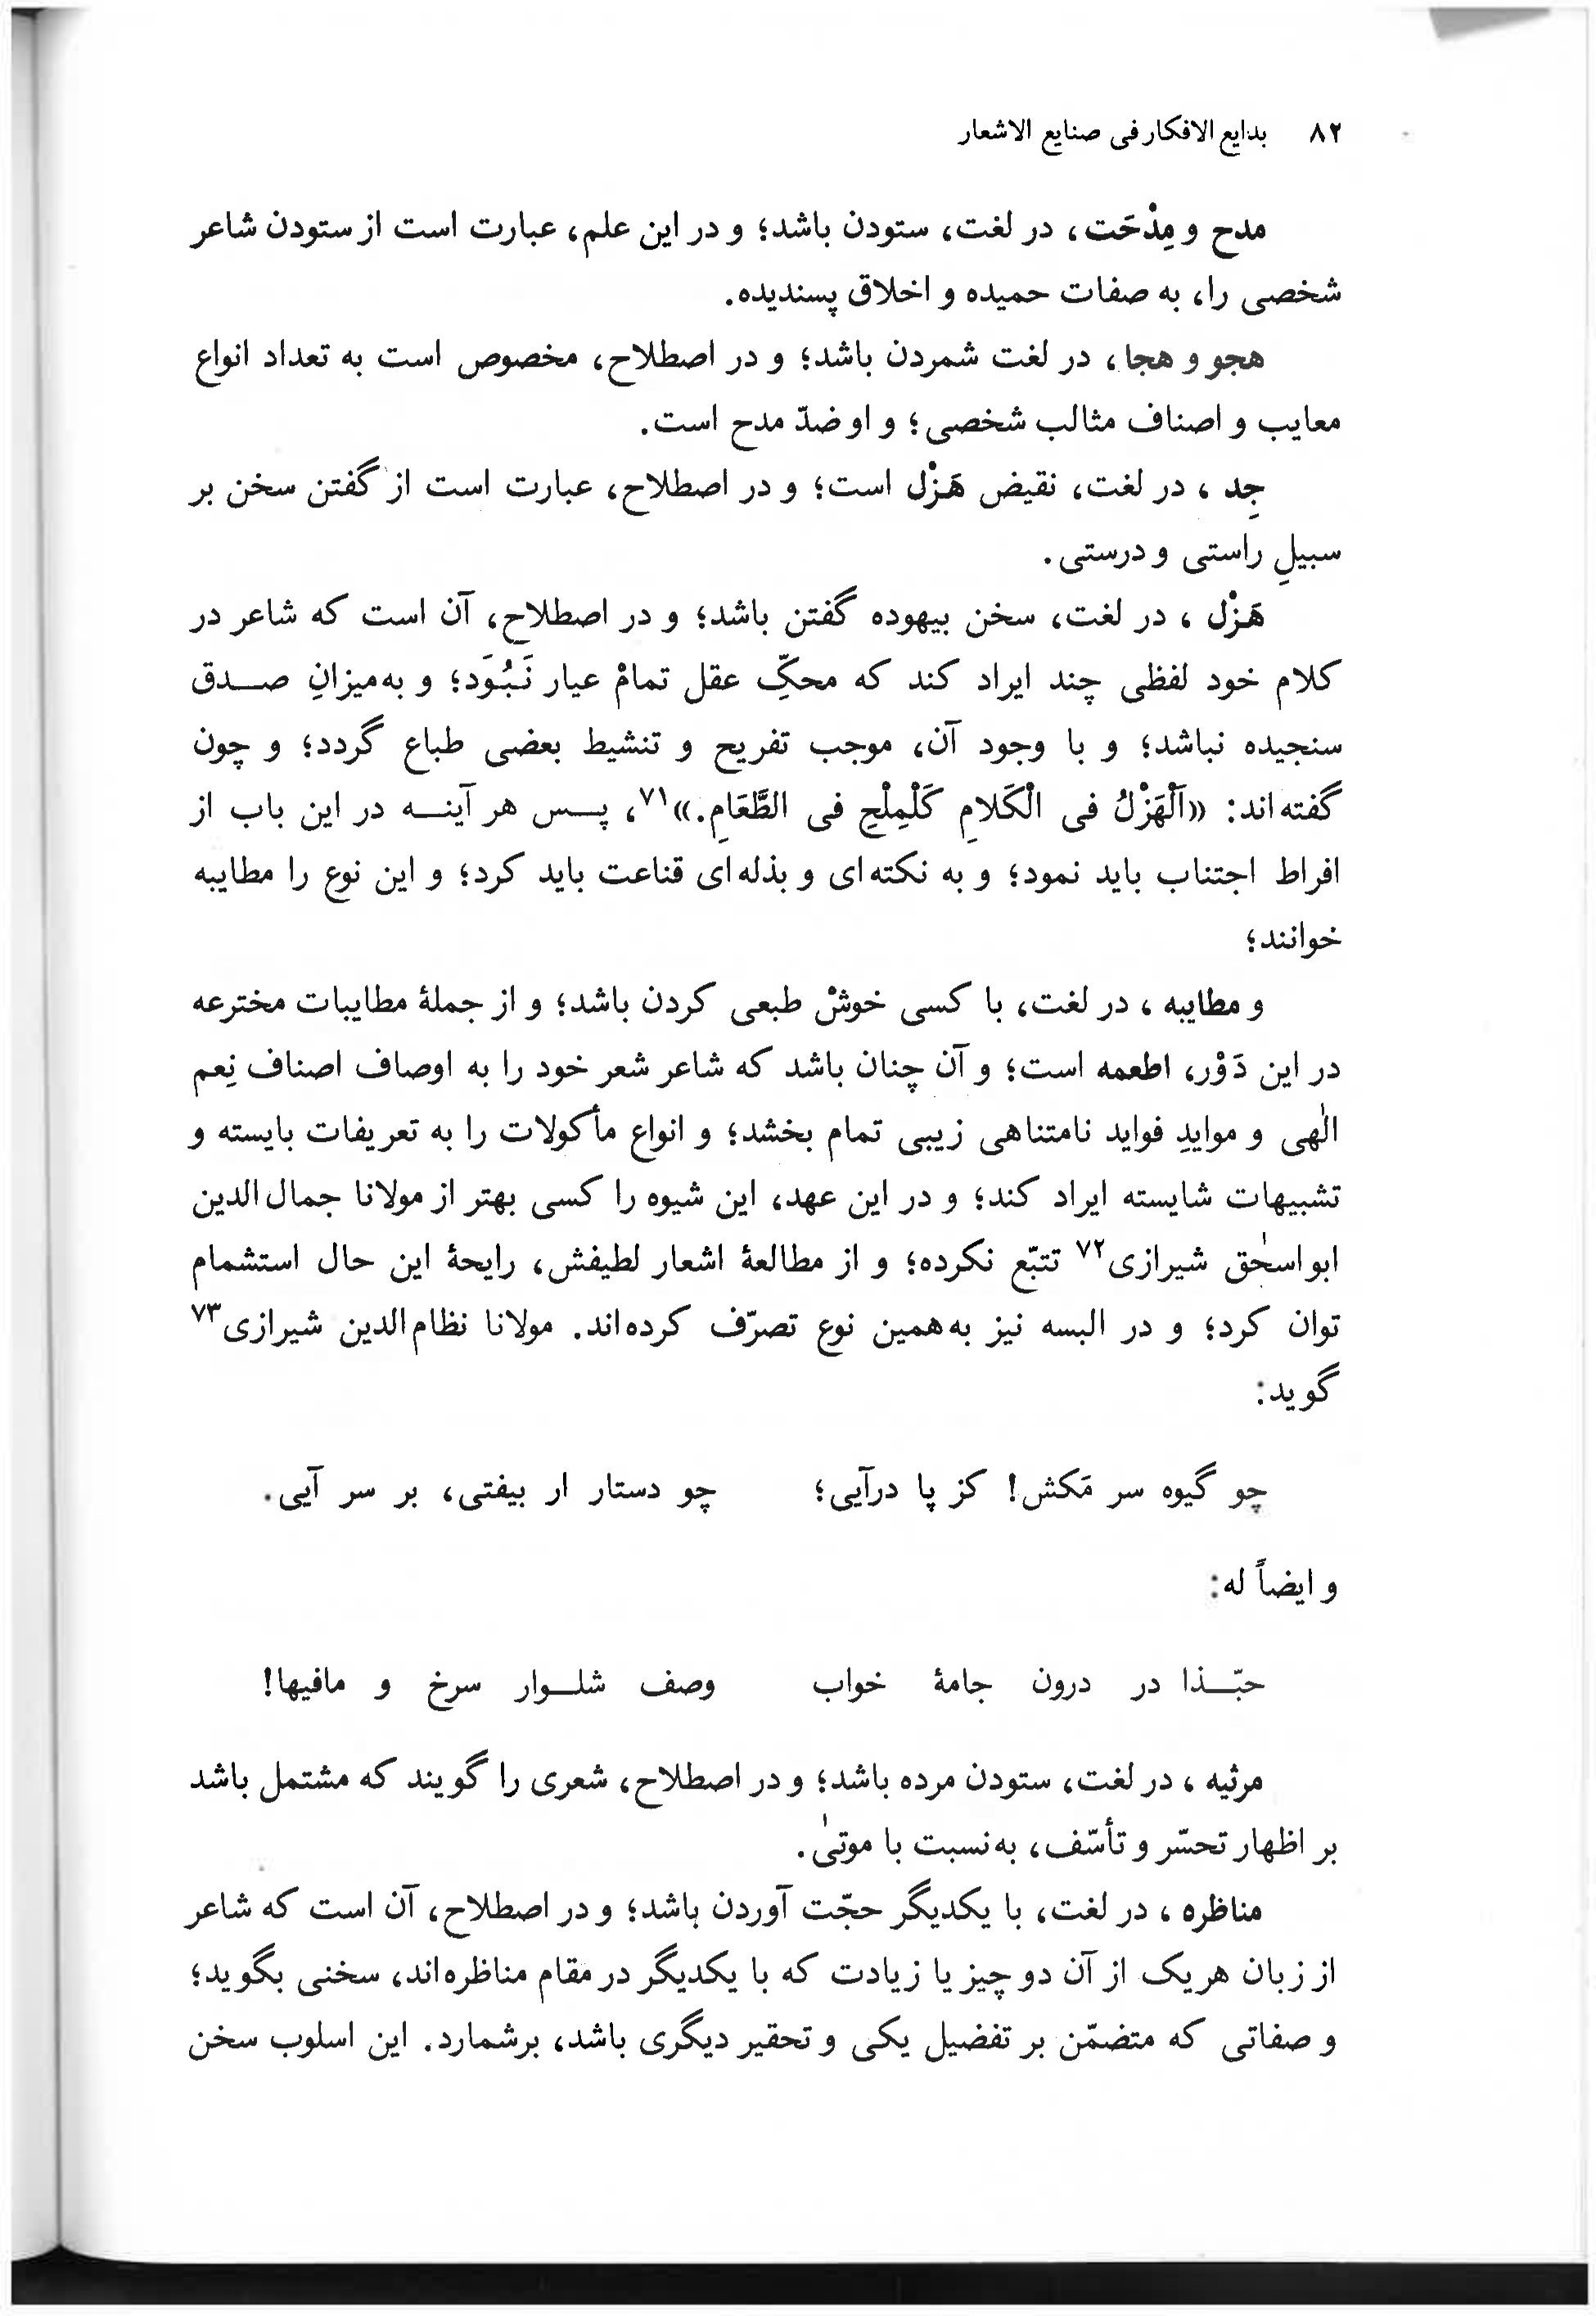 ۸۲ بدایع الافکار فی صنایع الاشعار
مدح و مِدْحَت، در لغت، ستودن باشد؛ و در این علم، عبارت است از ستودن شاعر
شخصی را، به صفات حمیده و اخلاق پسندیده.
هجو و هجا، در لغت شمردن باشد؛ و در اصطلاح، مخصوص است به تعداد انواع
معایب و اصناف مثالب شخصی؛ و او ضدّ مدح است.
جِد ، در لغت، نقیض هَزْل است؛ و در اصطلاح، عبارت است از گفتن سخن بر
سبیلِ راستی و درستی.
هَزْل ، در لغت، سخن بیهوده گفتن باشد؛ و در اصطلاح، آن است که شاعر در
کلام خود لفظی چند ایراد کند که محکِّ عقل تمامْ عیار نَبُوَد؛ و به‌میزانِ صدق
سنجیده نباشد؛ و با وجود آن، موجب تفریح و تنشیط بعضی طباع گردد؛ و چون
گفته‌اند: «اَلْهَزْلُ فی الْکَلامِ کَلْمِلْحِ فی الطَّعَامِ.»۷۱، پس هر آینه در این باب از
افراط اجتناب باید نمود؛ و به نکته‌ای و بذله‌ای قناعت باید کرد؛ و این نوع را مطایبه
خوانند؛
و مطایبه ، در لغت، با کسی خوشْ طبعی کردن باشد؛ و از جملهٔ مطایبات مخترعه
در این دَوْر، اطعمه است؛ و آن چنان باشد که شاعر شعر خود را به اوصاف اصناف نِعم
الٰهی و موایدِ فواید نامتناهی زیبی تمام بخشد؛ و انواع مأکولات را به تعریفات بایسته و
تشبیهات شایسته ایراد کند؛ و در این عهد، این شیوه را کسی بهتر از مولانا جمال‌الدین
ابواسحٰق شیرازی۷۲ تتبّع نکرده؛ و از مطالعهٔ اشعار لطیفش، رایحهٔ این حال استشمام
توان کرد؛ و در البسه نیز به‌همین نوع تصرّف کرده‌اند. مولانا نظام‌الدین شیرازی۷۳
گوید:
چو گیوه سر مَکش! کز پا درآیی؛ چو دستار ار بیفتی، بر سر آیی.
و ایضاً له:
حبّذا در درون جامهٔ خواب وصف شلوار سرخ و مافیها!
مرثیه ، در لغت، ستودن مرده باشد؛ و در اصطلاح، شعری را گویند که مشتمل باشد
بر اظهار تحسّر و تأسّف، به‌نسبت با موتیٰ.
مناظره ، در لغت، با یکدیگر حجّت آوردن باشد؛ و در اصطلاح، آن است که شاعر
از زبان هریک از آن دو چیز یا زیادت که با یکدیگر در مقام مناظره‌اند، سخنی بگوید؛
و صفاتی که متضمّن بر تفضیل یکی و تحقیر دیگری باشد، برشمارد. این اسلوب سخن